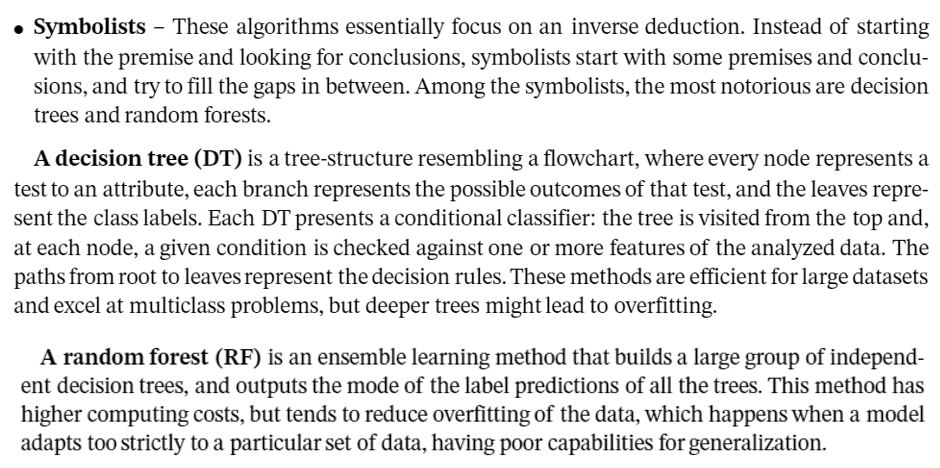 • Symbolists – These algorithms essentially focus on an inverse deduction. Instead of starting
with the premise and looking for conclusions, symbolists start with some premises and conclu-
sions, and try to fill the gaps in between. Among the symbolists, the most notorious are decision
trees and random forests.
A decision tree (DT) is a tree-structure resembling a flowchart, where every node represents a
test to an attribute, each branch represents the possible outcomes of that test, and the leaves repre-
sent the class labels. Each DT presents a conditional classifier: the tree is visited from the top and,
at each node, a given condition is checked against one or more features of the analyzed data. The
paths from root to leaves represent the decision rules. These methods are efficient for large datasets
and excel at multiclass problems, but deeper trees might lead to overfitting.
A random forest (RF) is an ensemble learning method that builds a large group of independ-
ent decision trees, and outputs the mode of the label predictions of all the trees. This method has
higher computing costs, but tends to reduce overfitting of the data, which happens when a model
adapts too strictly to a particular set of data, having poor capabilities for generalization.